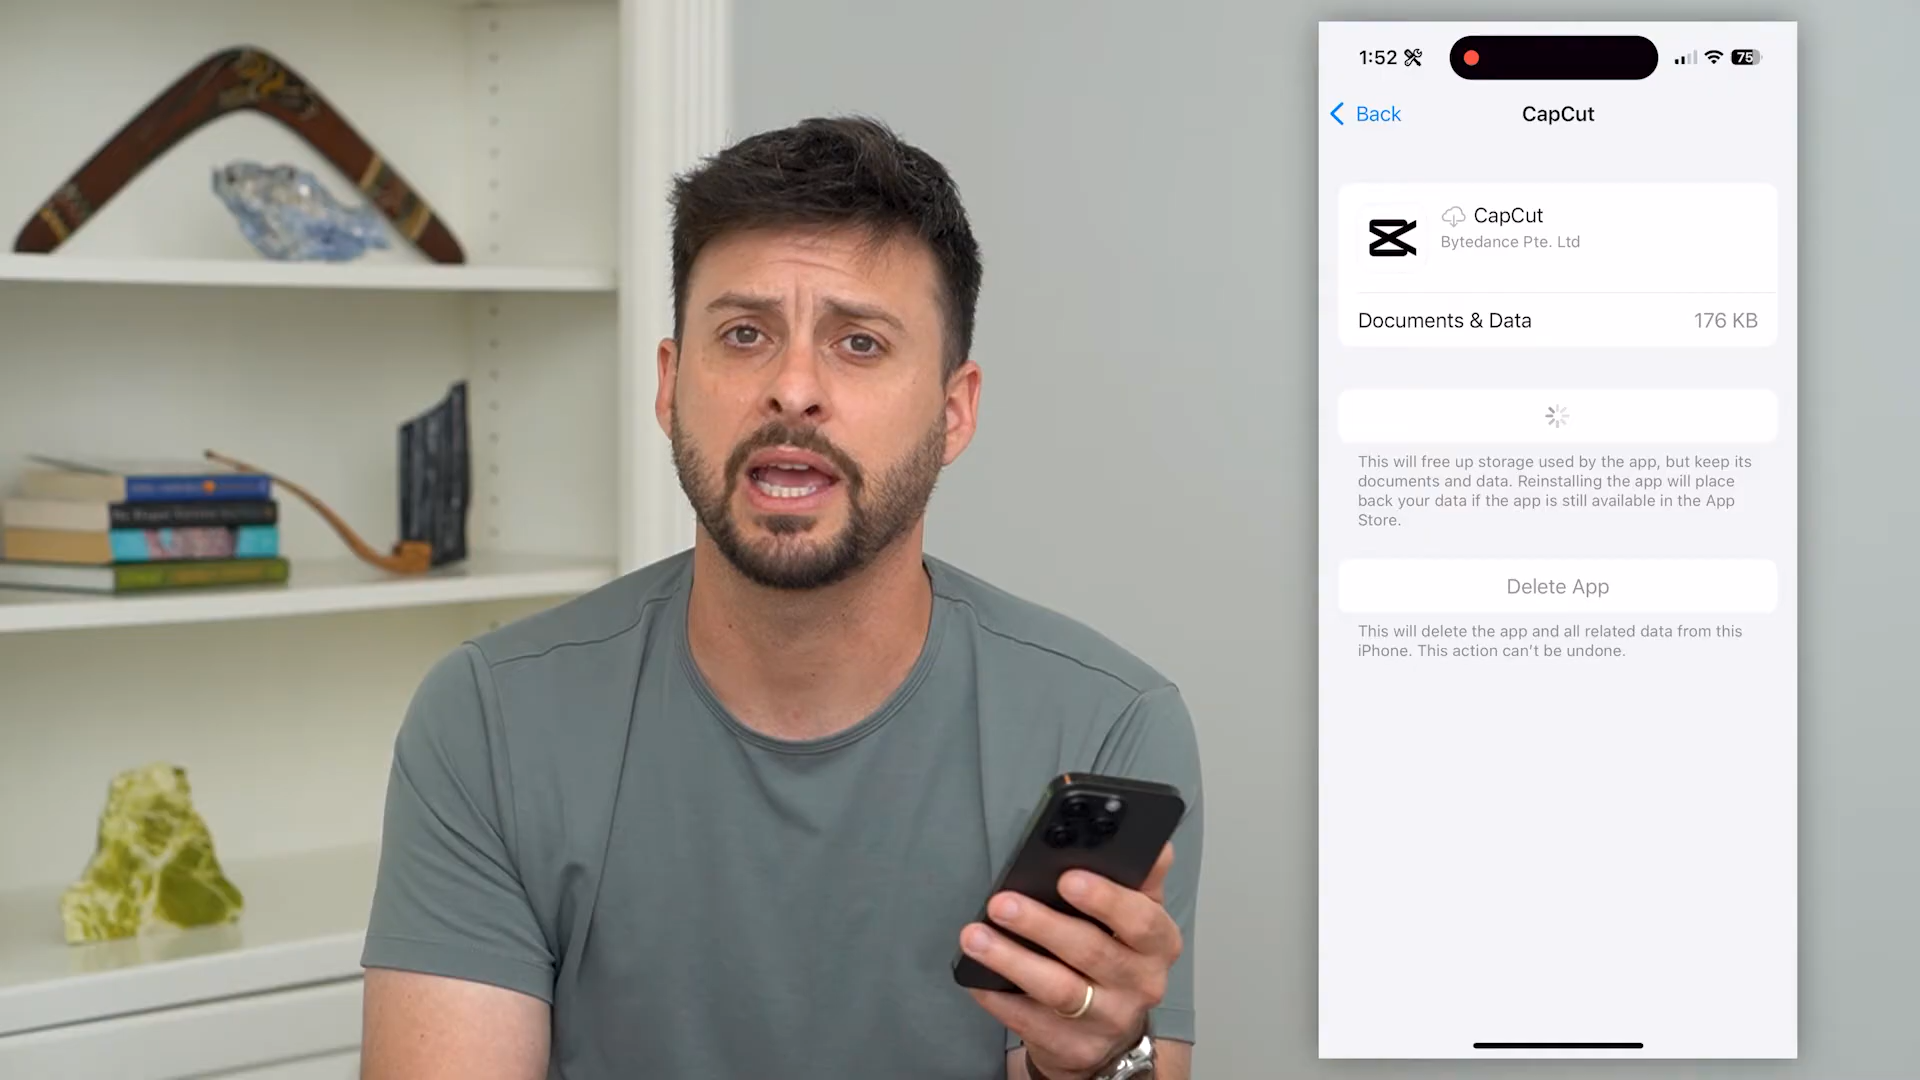 1:52
75
Back
CapCut
CapCut
Bytedance Pte. Ltd
Documents & Data
176 KB
This will free up storage used by the app, but keep its
documents and data. Reinstalling the app will place
back your data if the app is still available in the App
Store.
Delete App
This will delete the app and all related data from this
iPhone. This action can't be undone.